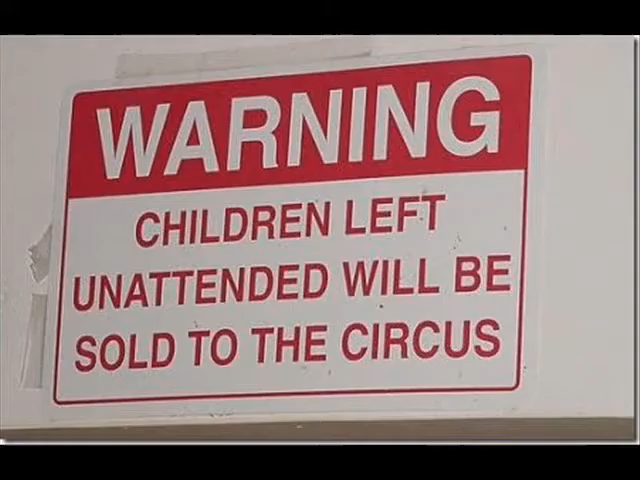 WARNING
CHILDREN LEFT
UNATTENDED WILL BE
SOLD TO THE CIRCUS